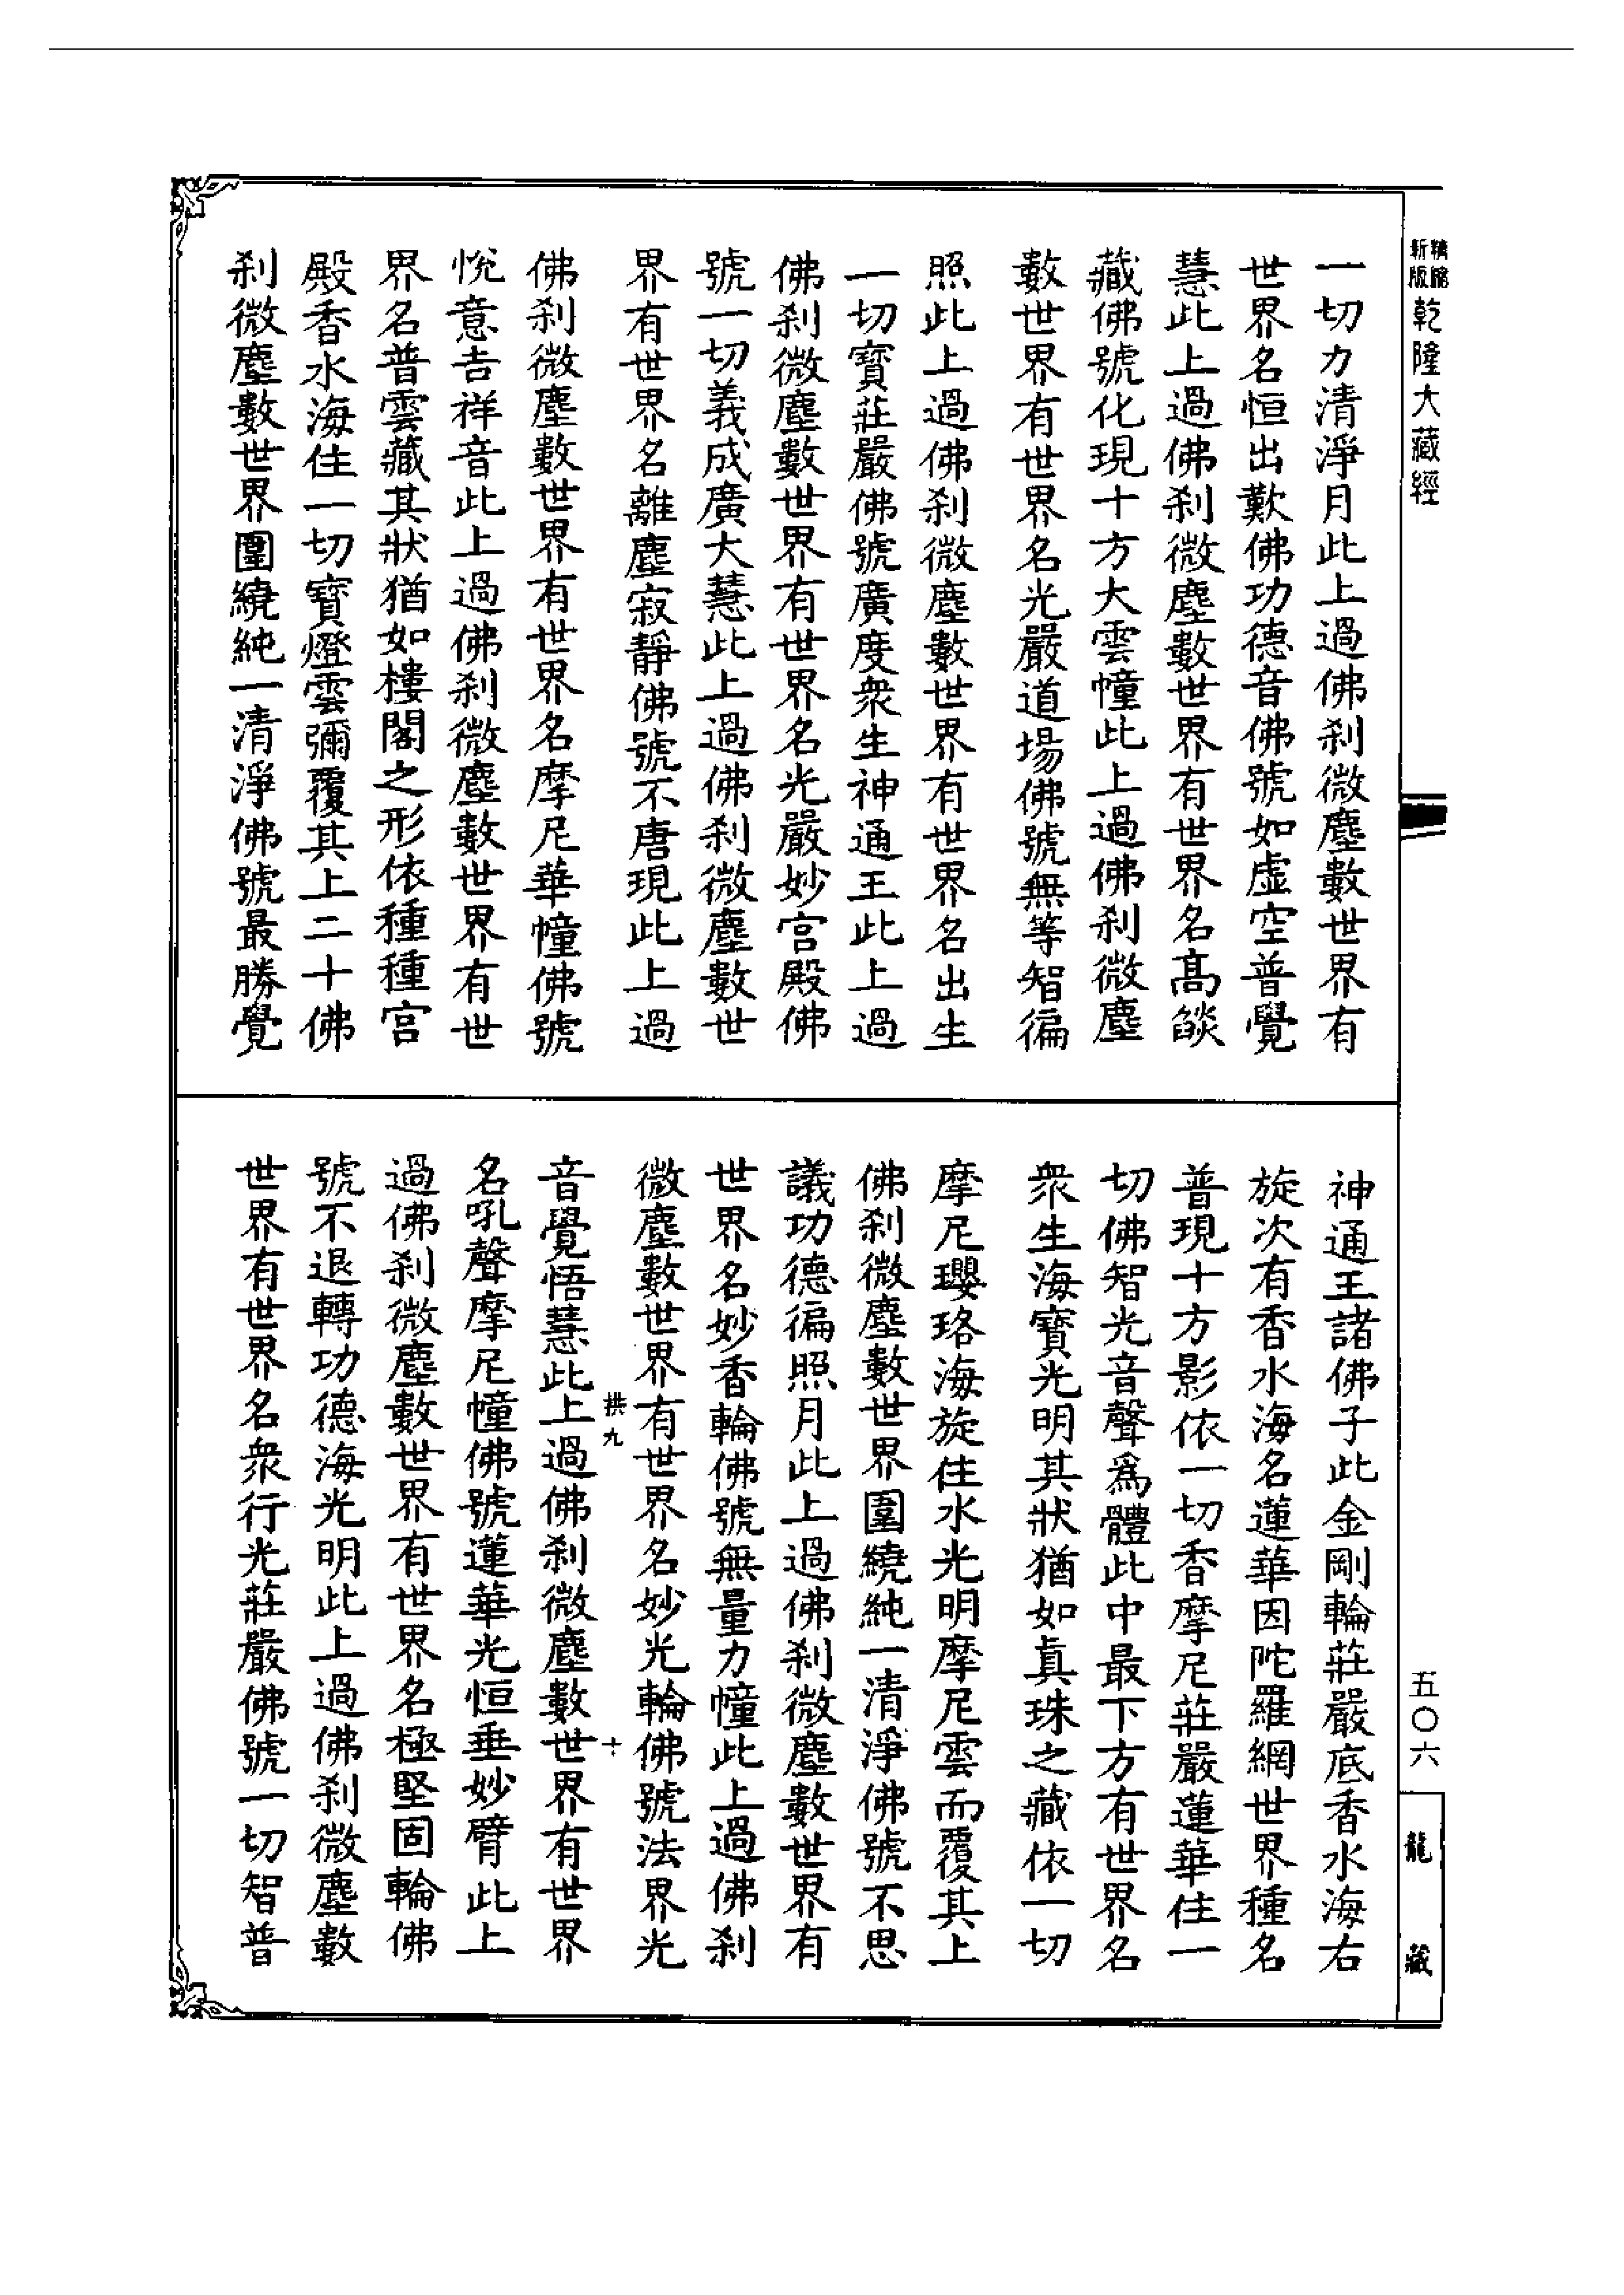 精縮
新版
乾隆大藏經
一切力清淨月此上過佛刹微塵數世界有
世界名恒出歎佛功德音佛號如虛空普覺
慧此上過佛刹微塵數世界有世界名高燄
藏佛號化現十方大雲幢此上過佛刹微塵
數世界有世界名光嚴道場佛號無等智徧
照此上過佛刹微塵數世界有世界名出生
一切寶莊嚴佛號廣度衆生神通王此上過
佛刹微塵數世界有世界名光嚴妙宮殿佛
號一切義成廣大慧此上過佛刹微塵數世
界有世界名離塵寂靜佛號不唐現此上過
佛刹微塵數世界有世界名摩尼華幢佛號
悅意吉祥音此上過佛刹微塵數世界有世
界名普雲藏其狀猶如樓閣之形依種種宮
殿香水海住一切寶燈雲彌覆其上二十佛
刹微塵數世界圍繞純一清淨佛號最勝覺
神通王諸佛子此金剛輪莊嚴底香水海右
旋次有香水海名蓮華因陀羅網世界種名
普現十方影依一切香摩尼莊嚴蓮華住一
切佛智光音聲爲體此中最下方有世界名
衆生海寶光明其狀猶如真珠之藏依一切
摩尼瓔珞海旋住水光明摩尼雲而覆其上
佛刹微塵數世界圍繞純一清淨佛號不思
議功德徧照月此上過佛刹微塵數世界有
世界名妙香輪佛號無量力幢此上過佛刹
微塵數世界有世界名妙光輪佛號法界光
拱九
十
音覺悟慧此上過佛刹微塵數世界有世界
名吼聲摩尼幢佛號蓮華光恒垂妙臂此上
過佛刹微塵數世界有世界名極堅固輪佛
號不退轉功德海光明此上過佛刹微塵數
世界有世界名衆行光莊嚴佛號一切智普
五〇六
龍藏